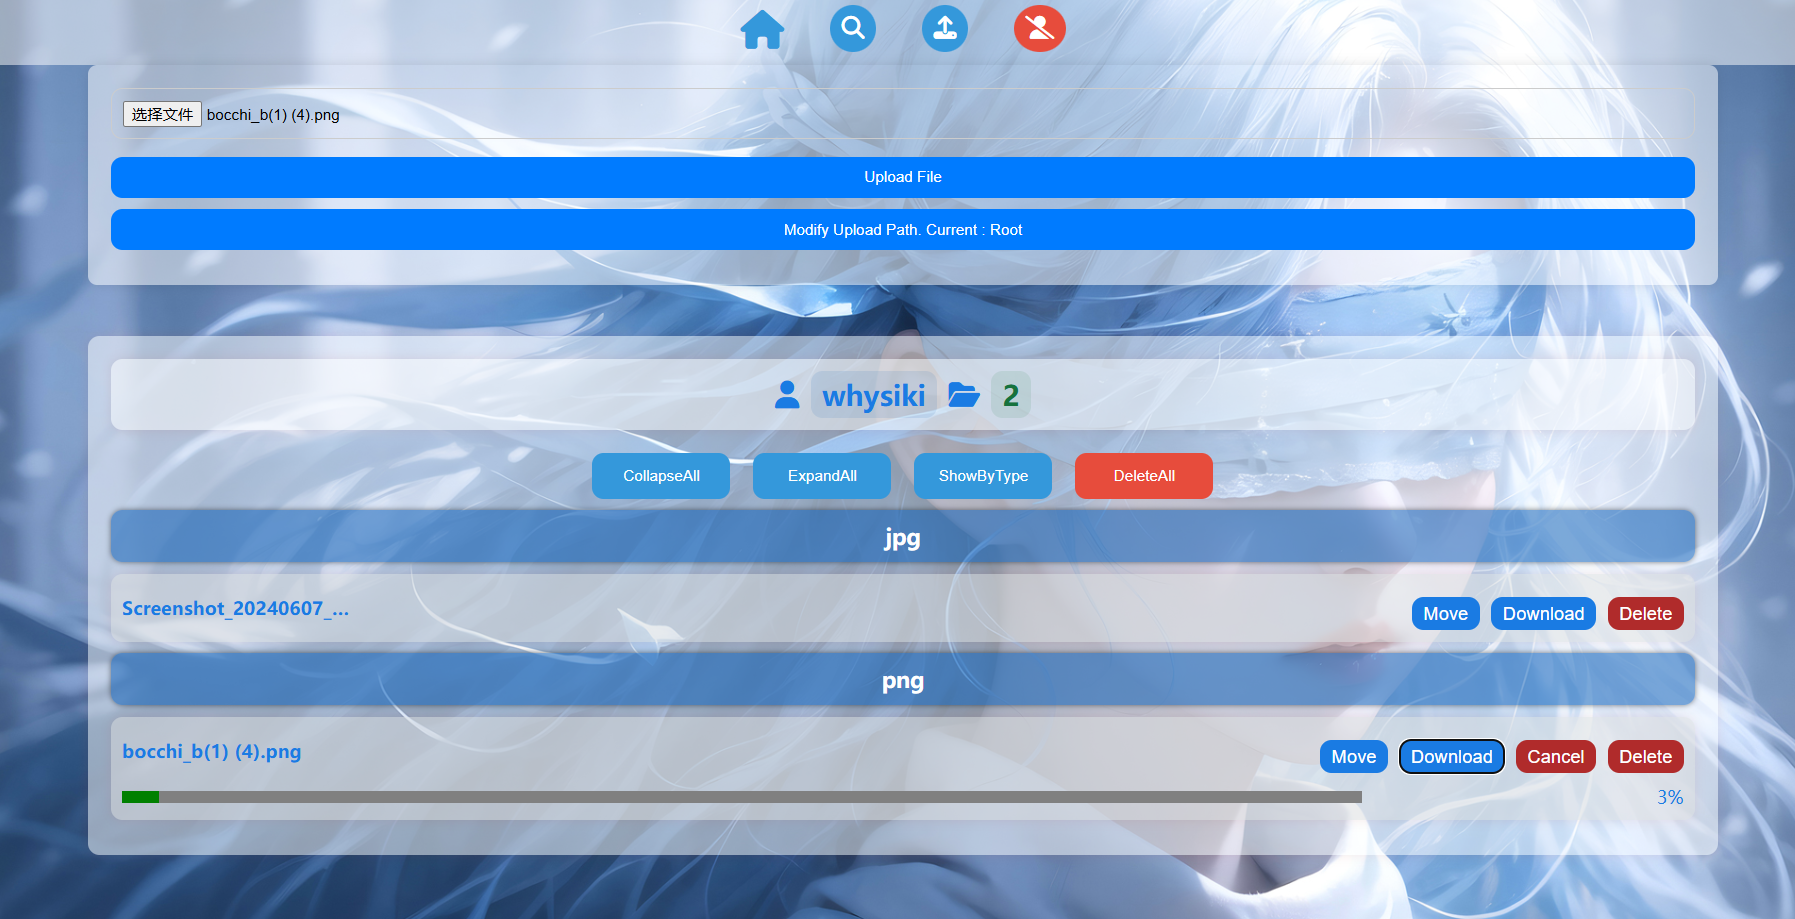 选择文件 bocchi_b(1) (4).png
Upload File
Modify Upload Path. Current : Root
whysiki 2
CollapseAll ExpandAll ShowByType DeleteAll
jpg
Screenshot_20240607_... Move Download Delete
png
bocchi_b(1) (4).png Move Download Cancel Delete
3%